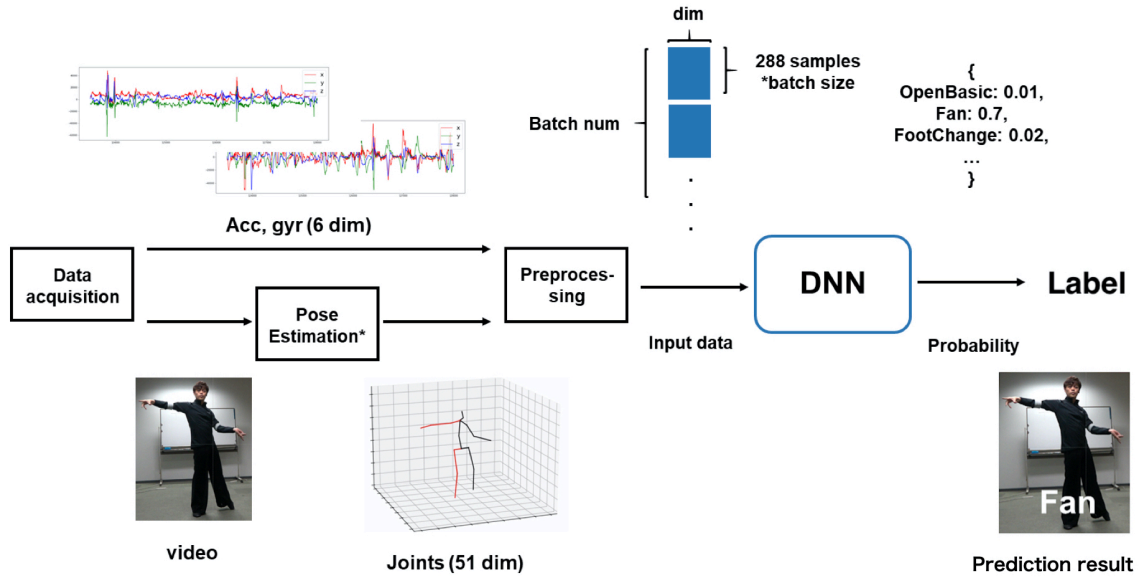 dim
x
y
z
288 samples
*batch size
{
OpenBasic: 0.01,
Fan: 0.7,
FootChange: 0.02,
...
}
Batch num
x
y
z
.
.
.
Acc, gyr (6 dim)
Data
acquisition
Pose
Estimation*
Preproces-
sing
DNN
Label
Input data
Probability
Fan
video
Joints (51 dim)
Prediction result